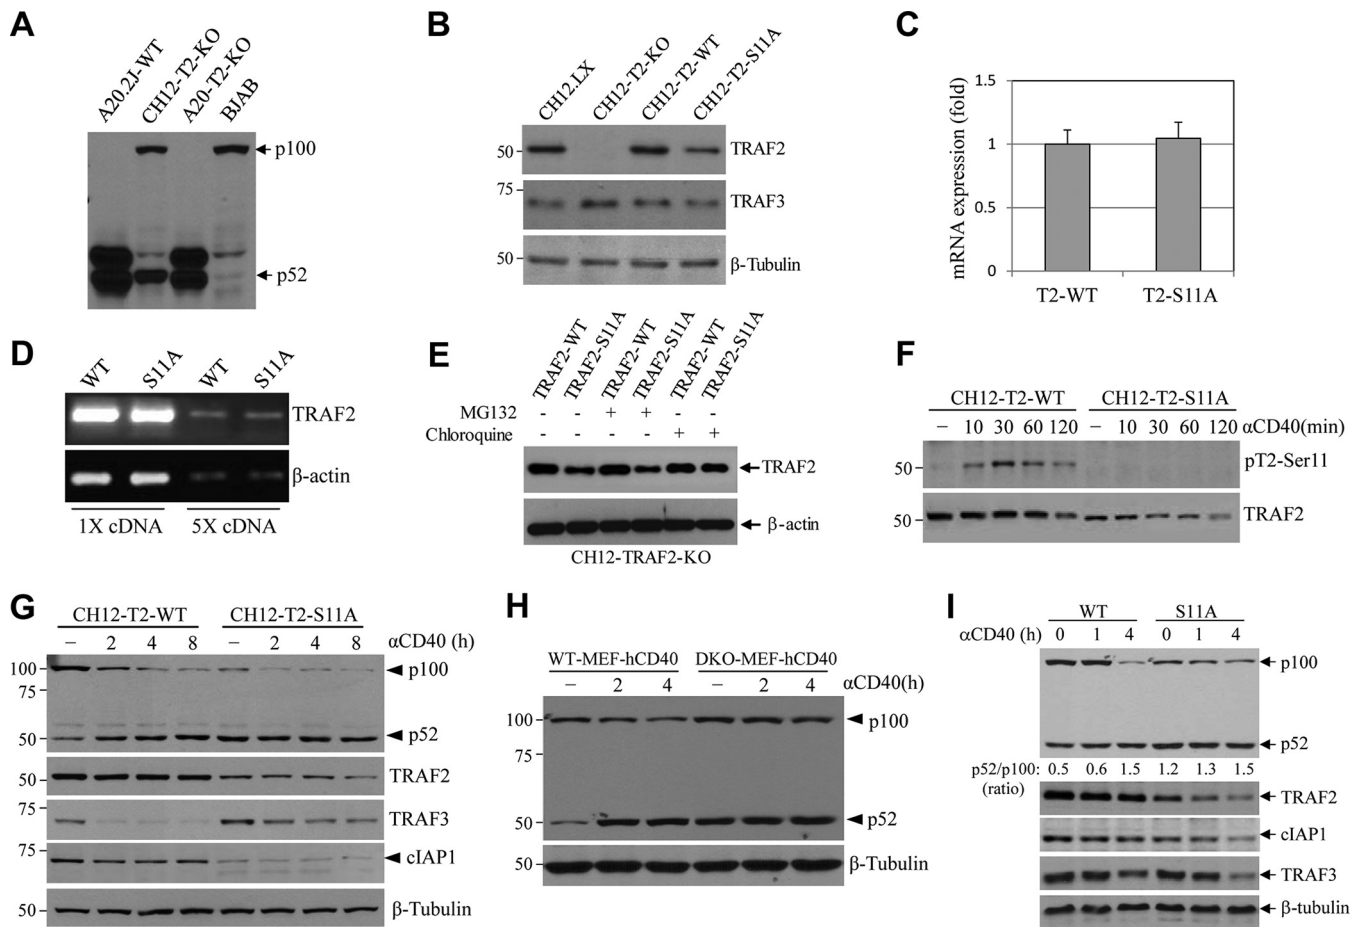 A
A20.2J-WT
CH12-T2-KO
A20-T2-KO
BJAB
p100
p52
B
CH12.LX
CH12-T2-KO
CH12-T2-WT
CH12-T2-S11A
50
TRAF2
75
TRAF3
50
β-Tubulin
C
mRNA expression (fold)
1.5
1
0.5
0
T2-WT T2-S11A
D
WT S11A WT S11A
TRAF2
β-actin
1X cDNA 5X cDNA
E
TRAF2-WT
TRAF2-S11A
TRAF2-WT
TRAF2-S11A
TRAF2-WT
TRAF2-S11A
MG132 - - + + - -
Chloroquine - - - - + +
TRAF2
β-actin
CH12-TRAF2-KO
F
CH12-T2-WT CH12-T2-S11A
– 10 30 60 120 – 10 30 60 120 αCD40(min)
50
pT2-Ser11
50
TRAF2
G
CH12-T2-WT CH12-T2-S11A
– 2 4 8 – 2 4 8 αCD40 (h)
100
p100
75
50
p52
50
TRAF2
75
TRAF3
75
cIAP1
50
β-Tubulin
H
WT-MEF-hCD40 DKO-MEF-hCD40
– 2 4 – 2 4 αCD40(h)
100
p100
75
50
p52
50
β-Tubulin
I
WT S11A
αCD40 (h) 0 1 4 0 1 4
p100
p52
p52/p100: 0.5 0.6 1.5 1.2 1.3 1.5
(ratio)
TRAF2
cIAP1
TRAF3
β-tubulin